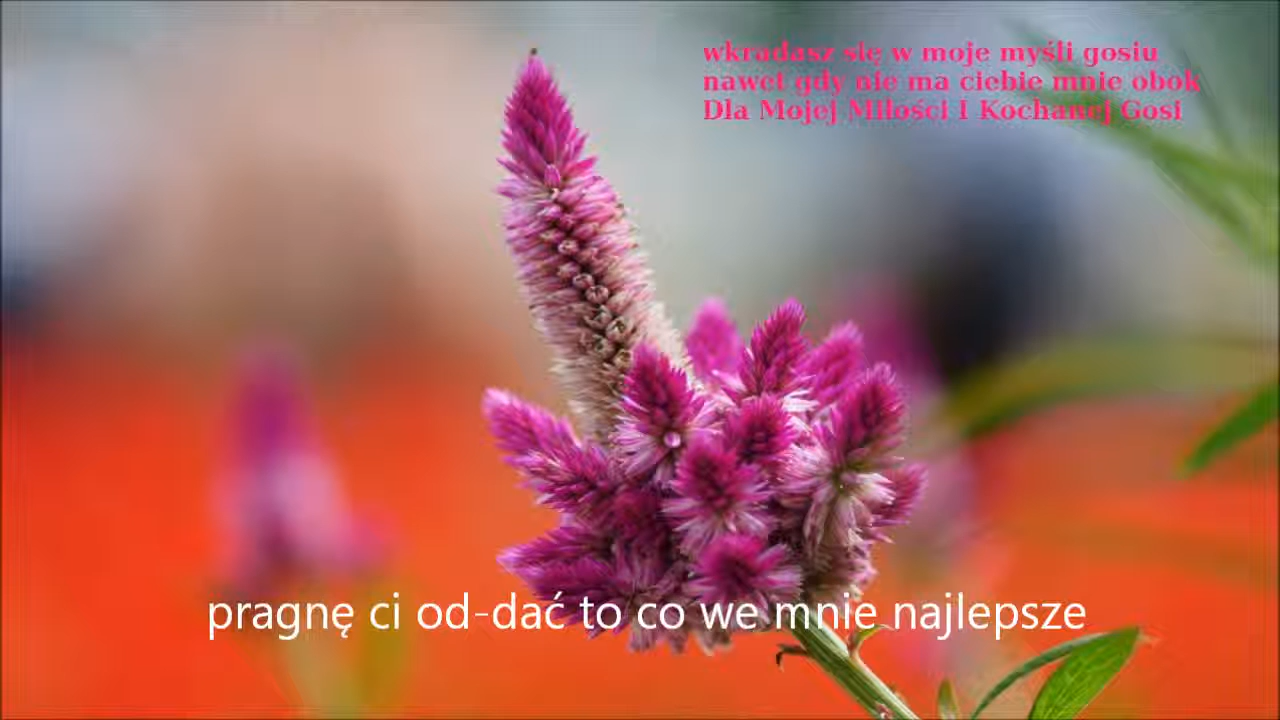 wkradasz się w moje myśli gosiu
nawet gdy nie ma ciebie mnie obok
Dla Mojej Miłości I Kochanej Gosi
pragnę ci od-dać to co we mnie najlepsze